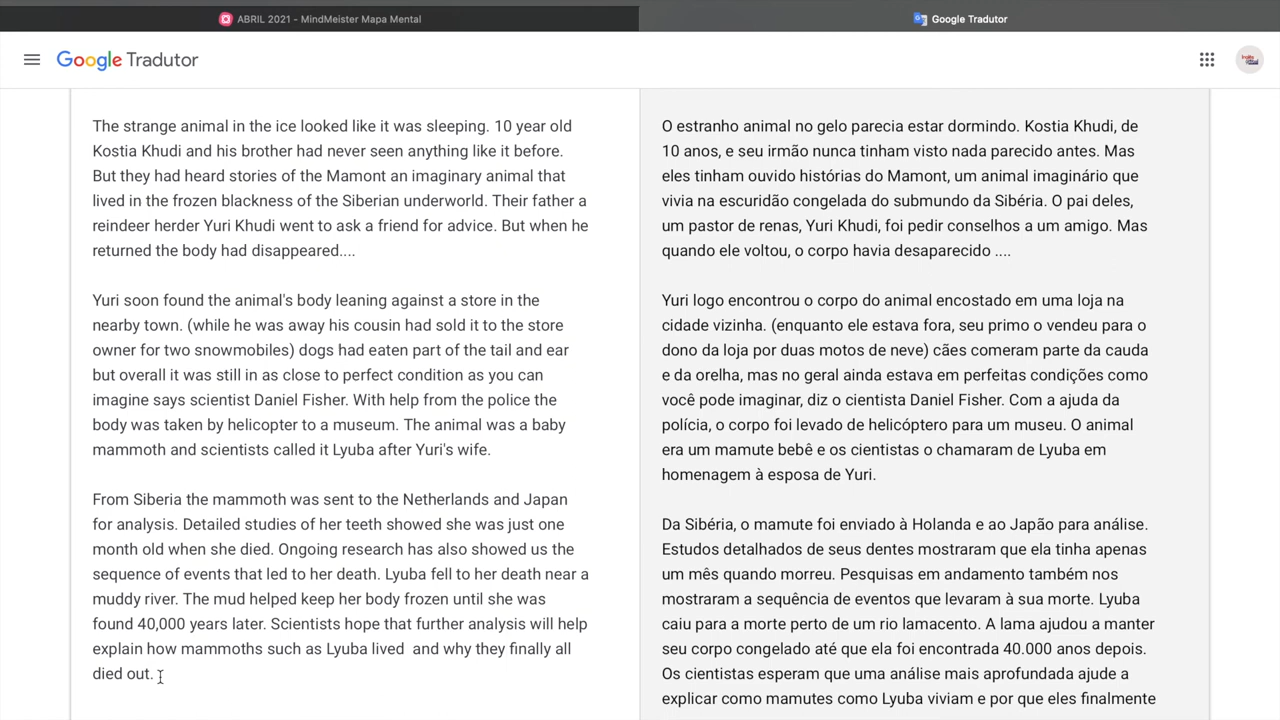 ABRIL 2021 - MindMeister Mapa Mental
Google Tradutor
Google Tradutor
The strange animal in the ice looked like it was sleeping. 10 year old
Kostia Khudi and his brother had never seen anything like it before.
But they had heard stories of the Mamont an imaginary animal that
lived in the frozen blackness of the Siberian underworld. Their father a
reindeer herder Yuri Khudi went to ask a friend for advice. But when he
returned the body had disappeared....
Yuri soon found the animal's body leaning against a store in the
nearby town. (while he was away his cousin had sold it to the store
owner for two snowmobiles) dogs had eaten part of the tail and ear
but overall it was still in as close to perfect condition as you can
imagine says scientist Daniel Fisher. With help from the police the
body was taken by helicopter to a museum. The animal was a baby
mammoth and scientists called it Lyuba after Yuri's wife.
From Siberia the mammoth was sent to the Netherlands and Japan
for analysis. Detailed studies of her teeth showed she was just one
month old when she died. Ongoing research has also showed us the
sequence of events that led to her death. Lyuba fell to her death near a
muddy river. The mud helped keep her body frozen until she was
found 40,000 years later. Scientists hope that further analysis will help
explain how mammoths such as Lyuba lived  and why they finally all
died out.
O estranho animal no gelo parecia estar dormindo. Kostia Khudi, de
10 anos, e seu irmão nunca tinham visto nada parecido antes. Mas
eles tinham ouvido histórias do Mamont, um animal imaginário que
vivia na escuridão congelada do submundo da Sibéria. O pai deles,
um pastor de renas, Yuri Khudi, foi pedir conselhos a um amigo. Mas
quando ele voltou, o corpo havia desaparecido ....
Yuri logo encontrou o corpo do animal encostado em uma loja na
cidade vizinha. (enquanto ele estava fora, seu primo o vendeu para o
dono da loja por duas motos de neve) cães comeram parte da cauda
e da orelha, mas no geral ainda estava em perfeitas condições como
você pode imaginar, diz o cientista Daniel Fisher. Com a ajuda da
polícia, o corpo foi levado de helicóptero para um museu. O animal
era um mamute bebê e os cientistas o chamaram de Lyuba em
homenagem à esposa de Yuri.
Da Sibéria, o mamute foi enviado à Holanda e ao Japão para análise.
Estudos detalhados de seus dentes mostraram que ela tinha apenas
um mês quando morreu. Pesquisas em andamento também nos
mostraram a sequência de eventos que levaram à sua morte. Lyuba
caiu para a morte perto de um rio lamacento. A lama ajudou a manter
seu corpo congelado até que ela foi encontrada 40.000 anos depois.
Os cientistas esperam que uma análise mais aprofundada ajude a
explicar como mamutes como Lyuba viviam e por que eles finalmente